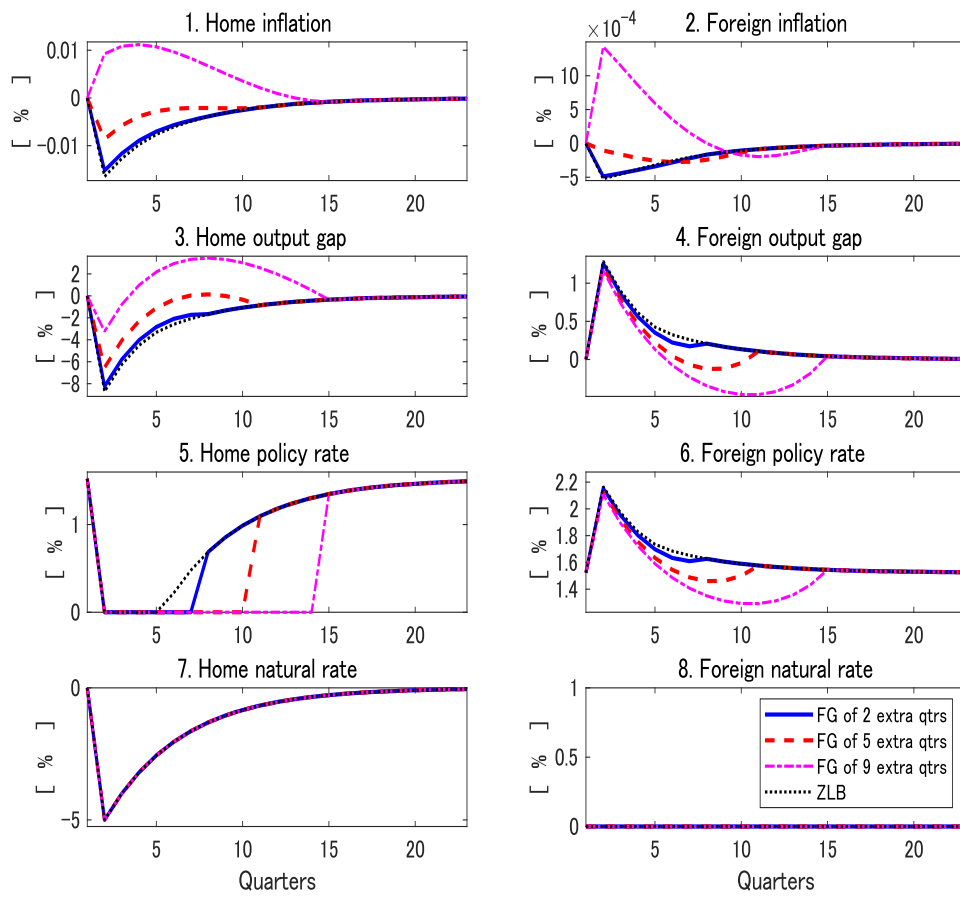 1. Home inflation
0.01
0
-0.01
[ % ]
5 10 15 20
2. Foreign inflation
×10-4
10
5
0
-5
[ % ]
5 10 15 20
3. Home output gap
2
0
-2
-4
-6
-8
[ % ]
5 10 15 20
4. Foreign output gap
1
0.5
0
[ % ]
5 10 15 20
5. Home policy rate
1
0
[ % ]
5 10 15 20
6. Foreign policy rate
2.2
2
1.8
1.6
1.4
[ % ]
5 10 15 20
7. Home natural rate
0
-5
[ % ]
5 10 15 20
Quarters
8. Foreign natural rate
1
0.5
0
[ % ]
FG of 2 extra qtrs
FG of 5 extra qtrs
FG of 9 extra qtrs
ZLB
5 10 15 20
Quarters